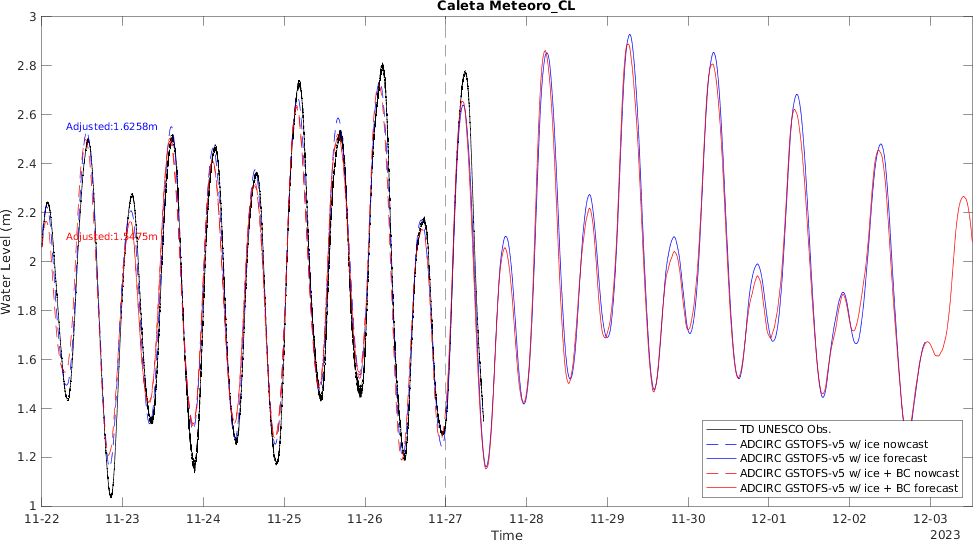 Caleta Meteoro_CL
3
2.8
2.6
2.4
2.2
2
1.8
1.6
1.4
1.2
1
Water Level (m)
Adjusted:1.6258m
Adjusted:1.5475m
TD UNESCO Obs.
ADCIRC GSTOFS-v5 w/ ice nowcast
ADCIRC GSTOFS-v5 w/ ice forecast
ADCIRC GSTOFS-v5 w/ ice + BC nowcast
ADCIRC GSTOFS-v5 w/ ice + BC forecast
11-22 11-23 11-24 11-25 11-26 11-27 11-28 11-29 11-30 12-01 12-02 12-03
Time
2023